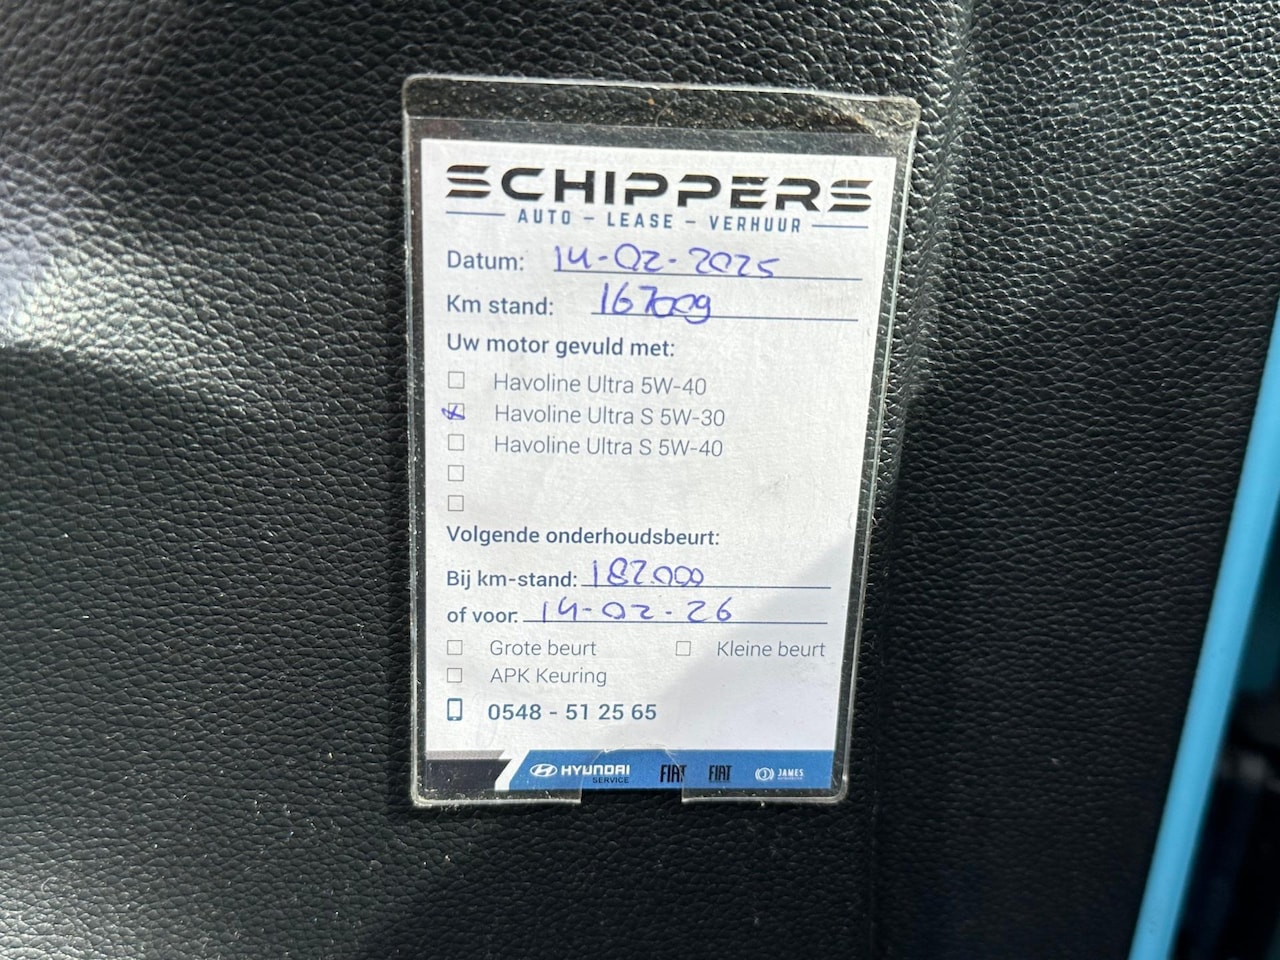 SCHIPPERS
AUTO – LEASE – VERHUUR
Datum: 14-02-2025
Km stand: 167009
Uw motor gevuld met:
Havoline Ultra 5W-40
Havoline Ultra S 5W-30
Havoline Ultra S 5W-40
Volgende onderhoudsbeurt:
Bij km-stand: 182.000
of voor: 14-02-26
Grote beurt Kleine beurt
APK Keuring
0548 - 51 25 65
HYUNDAI SERVICE FIAT FIAT JAMES